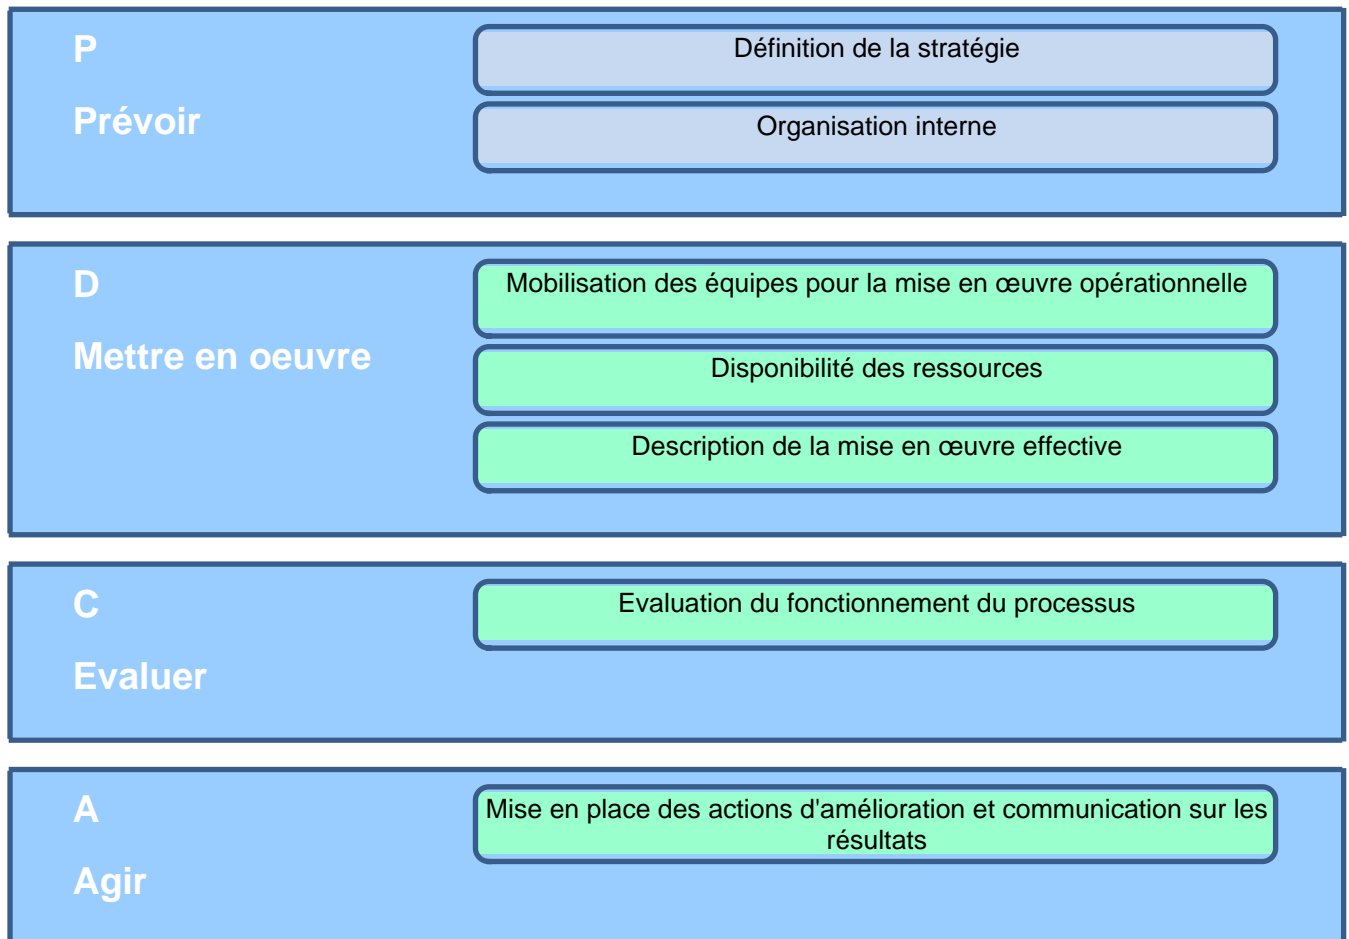 P
Définition de la stratégie
Prévoir
Organisation interne
D
Mobilisation des équipes pour la mise en œuvre opérationnelle
Mettre en oeuvre
Disponibilité des ressources
Description de la mise en œuvre effective
C
Evaluation du fonctionnement du processus
Evaluer
A
Mise en place des actions d'amélioration et communication sur les
résultats
Agir